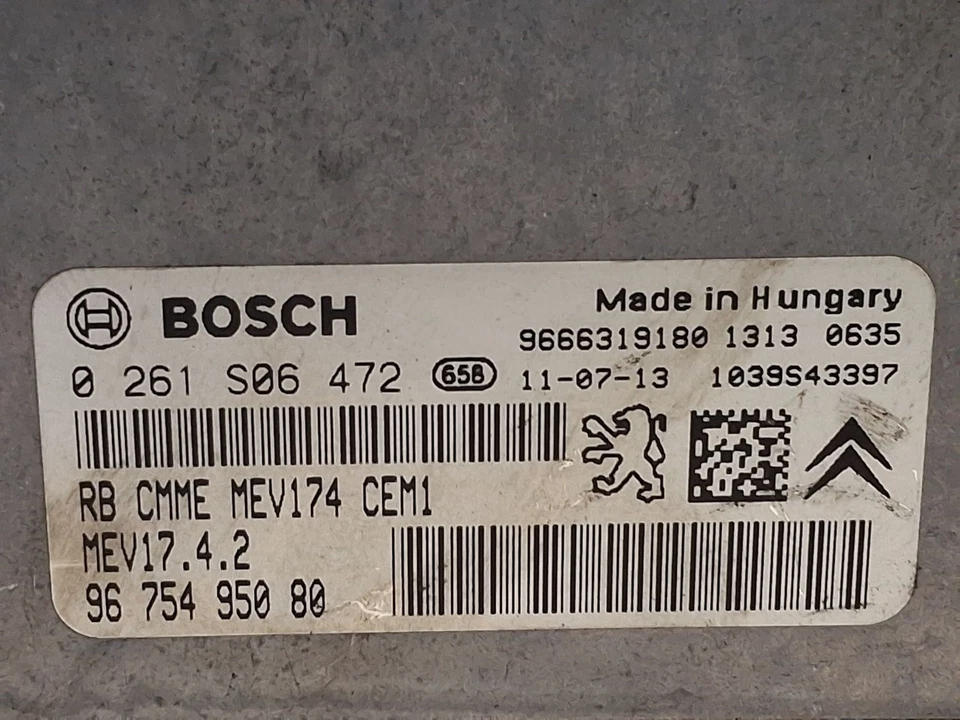 BOSCH
Made in Hungary
9666319180 1313 0635
0 261 S06 472 658 11-07-13 1039S43397
RB CMME MEV174 CEM1
MEV17.4.2
96 754 950 80